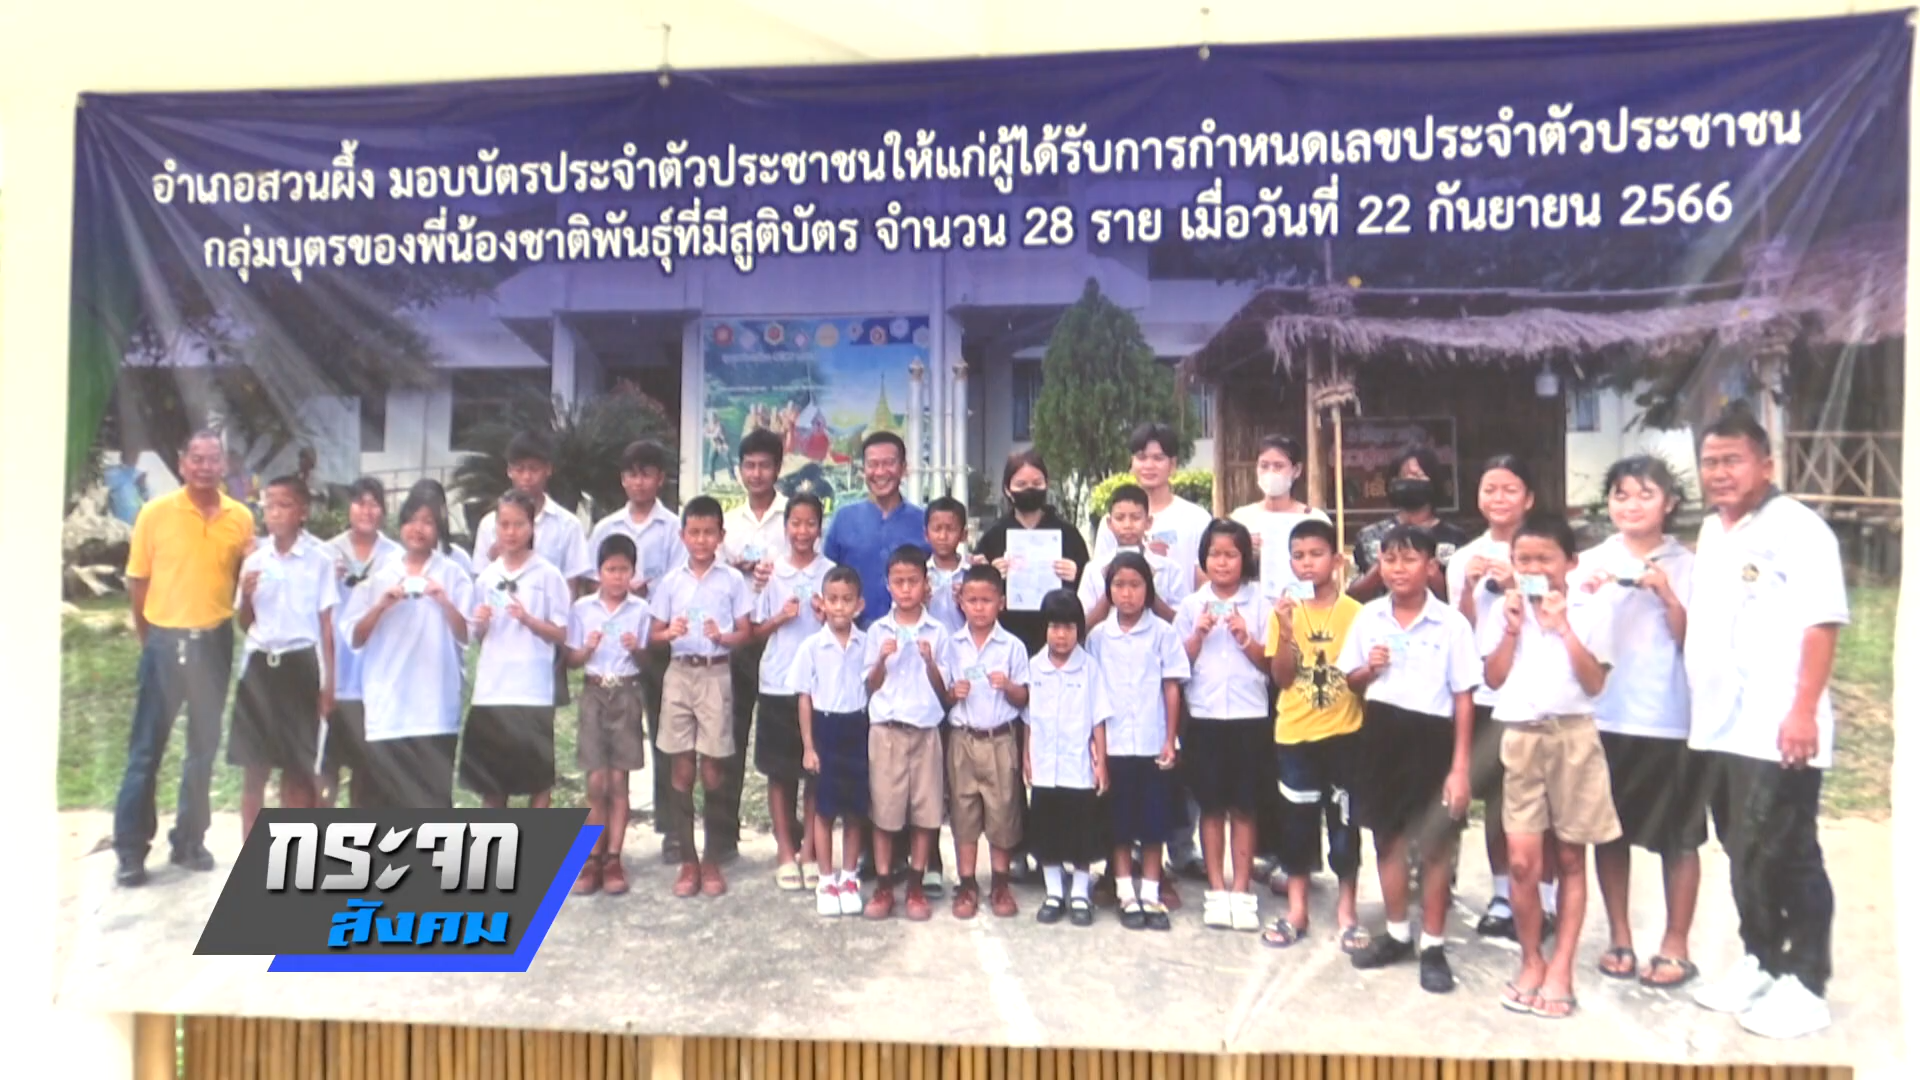 อำเภอสวนผึ้ง มอบบัตรประจำตัวประชาชนให้แก่ผู้ได้รับการกำหนดเลขประจำตัวประชาชน
กลุ่มบุตรของพี่น้องชาติพันธุ์ที่มีสูติบัตร จำนวน 28 ราย เมื่อวันที่ 22 กันยายน 2566
กระจก
สังคม